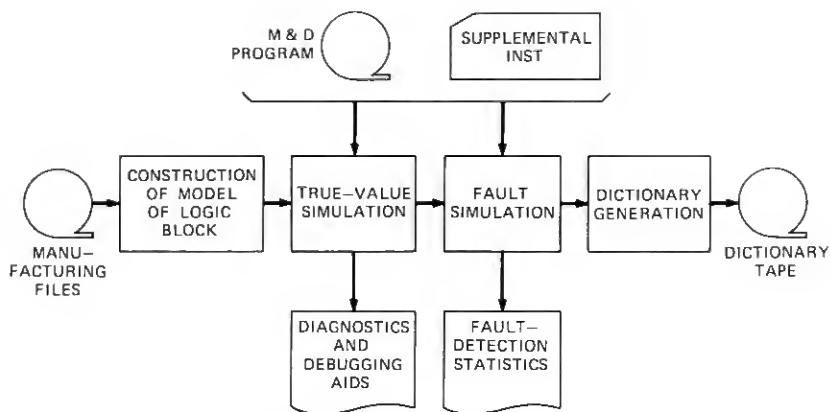 M & D
PROGRAM
SUPPLEMENTAL
INST
CONSTRUCTION
OF MODEL
OF LOGIC
BLOCK
TRUE–VALUE
SIMULATION
FAULT
SIMULATION
DICTIONARY
GENERATION
MANU–
FACTURING
FILES
DICTIONARY
TAPE
DIAGNOSTICS
AND
DEBUGGING
AIDS
FAULT–
DETECTION
STATISTICS